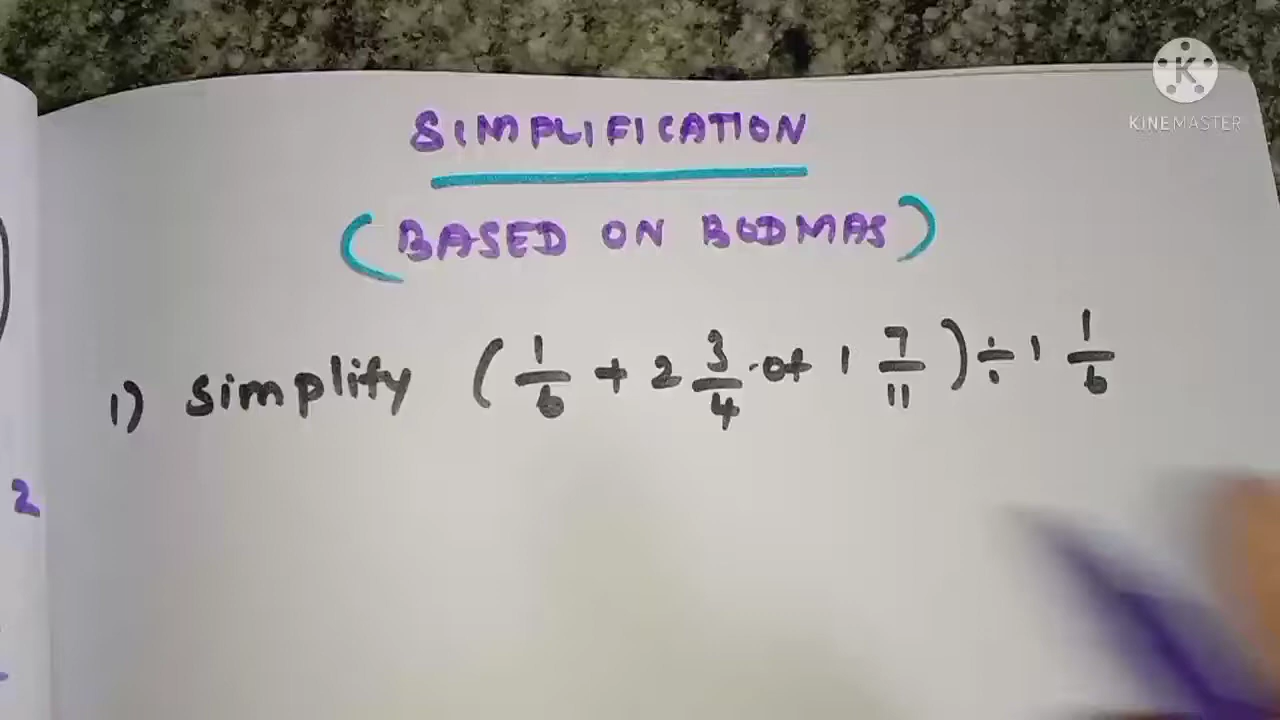 KINEMASTER
SIMPLIFICATION
(BASED ON BODMAS)
1) Simplify (1/6 + 2 3/4 of 1 7/11) ÷ 1 1/6
2